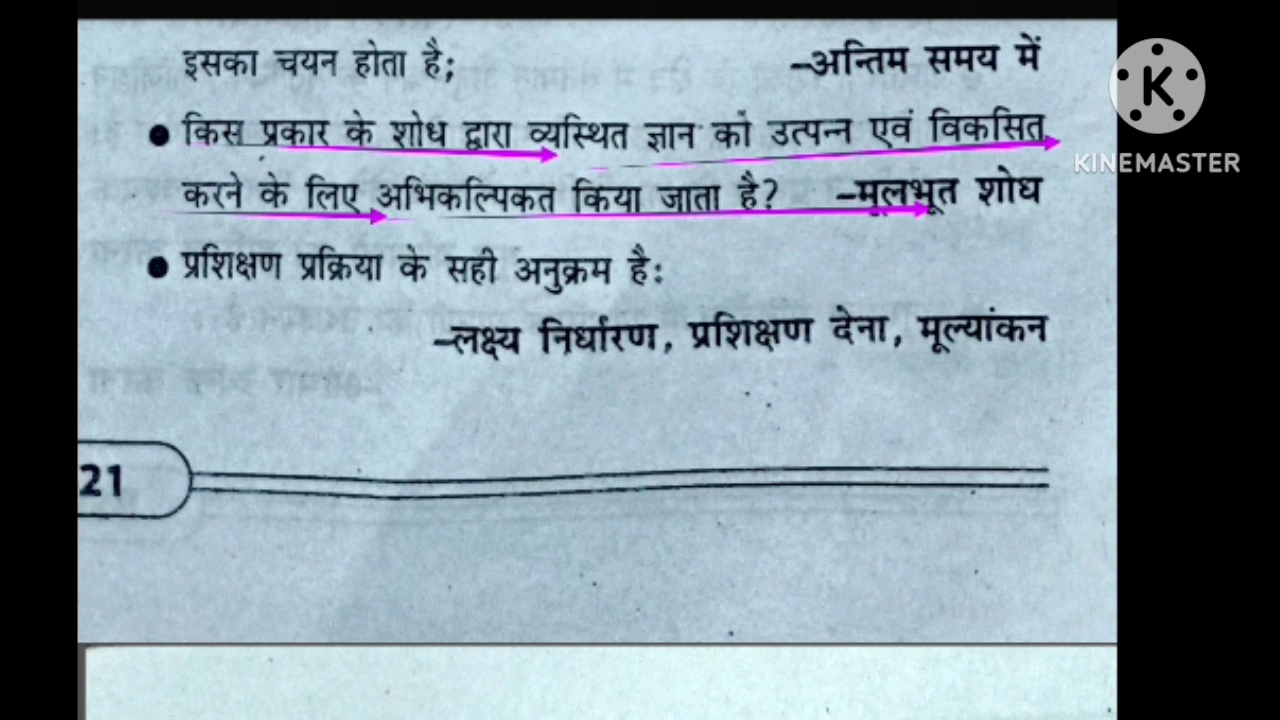 इसका चयन होता है; –अन्तिम समय में
● किस प्रकार के शोध द्वारा व्यस्थित ज्ञान को उत्पन्न एवं विकसित
करने के लिए अभिकल्पिकत किया जाता है? –मूलभूत शोध
● प्रशिक्षण प्रक्रिया के सही अनुक्रम है:
–लक्ष्य निर्धारण, प्रशिक्षण देना, मूल्यांकन
21
K
KINEMASTER